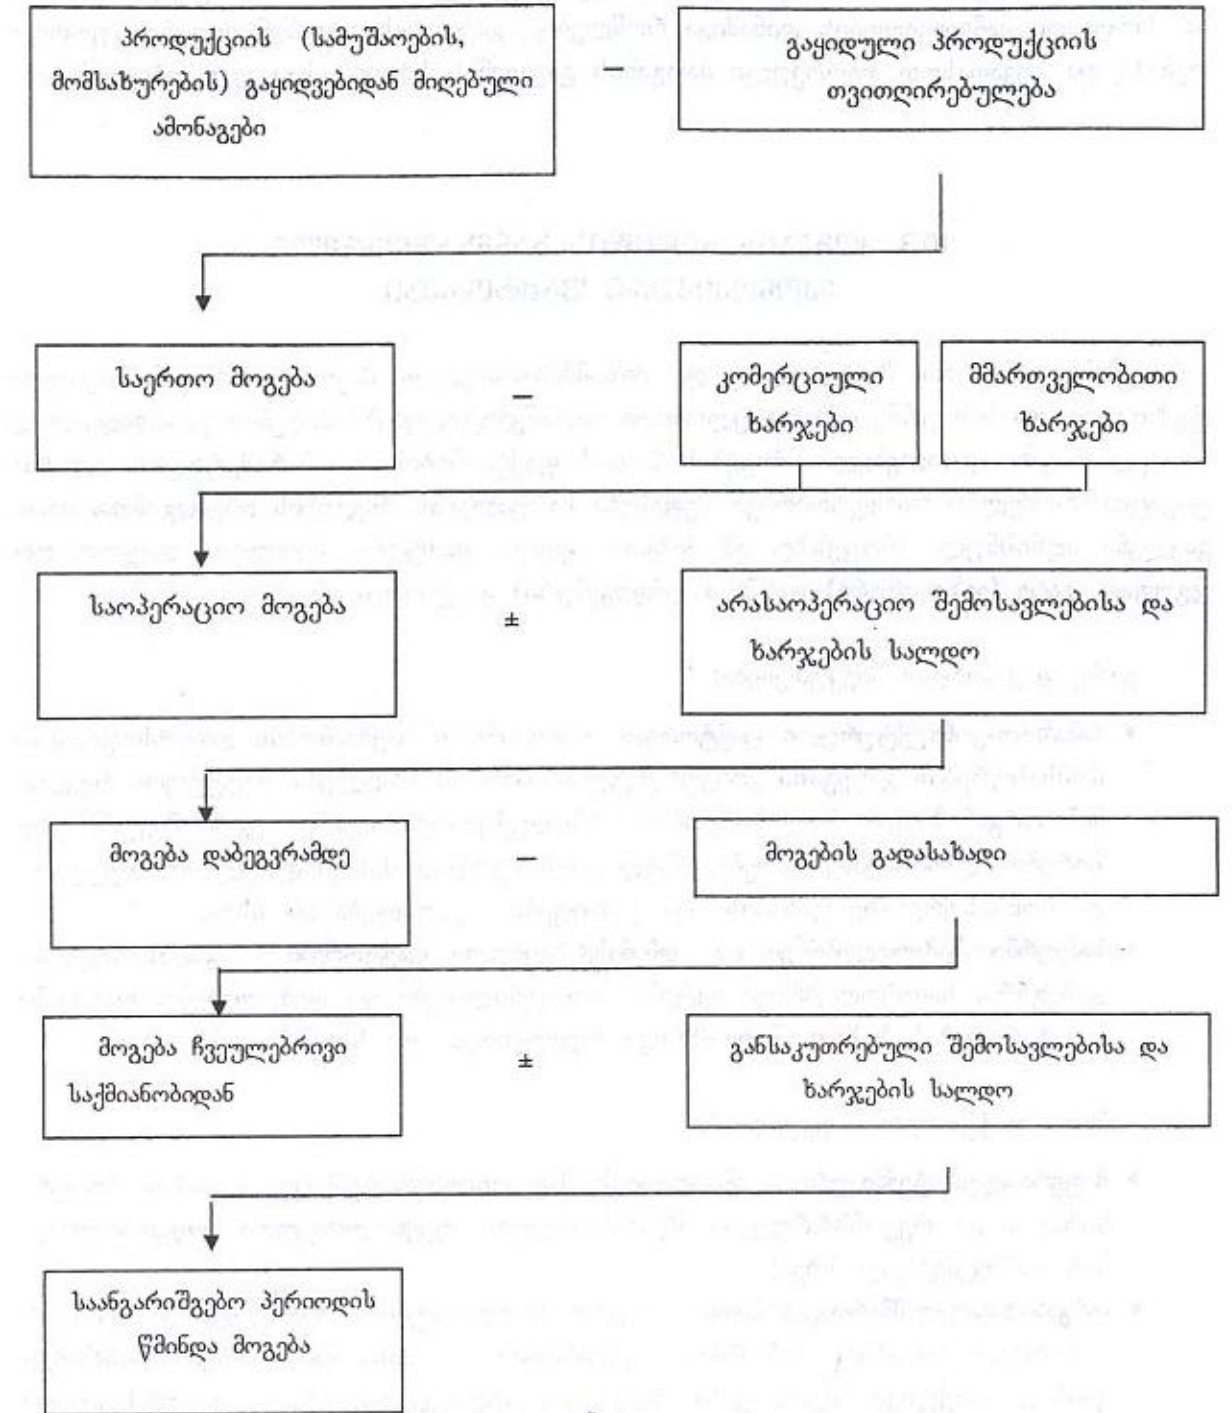 პროდუქციის (სამუშაოების,
მომსახურების) გაყიდვებიდან მიღებული
ამონაგები
—
გაყიდული პროდუქციის
თვითღირებულება
საერთო მოგება
—
კომერციული
ხარჯები
მმართველობითი
ხარჯები
საოპერაციო მოგება
±
არასაოპერაციო შემოსავლებისა და
ხარჯების სალდო
მოგება დაბეგვრამდე
—
მოგების გადასახადი
მოგება ჩვეულებრივი
საქმიანობიდან
±
განსაკუთრებული შემოსავლებისა და
ხარჯების სალდო
საანგარიშგებო პერიოდის
წმინდა მოგება